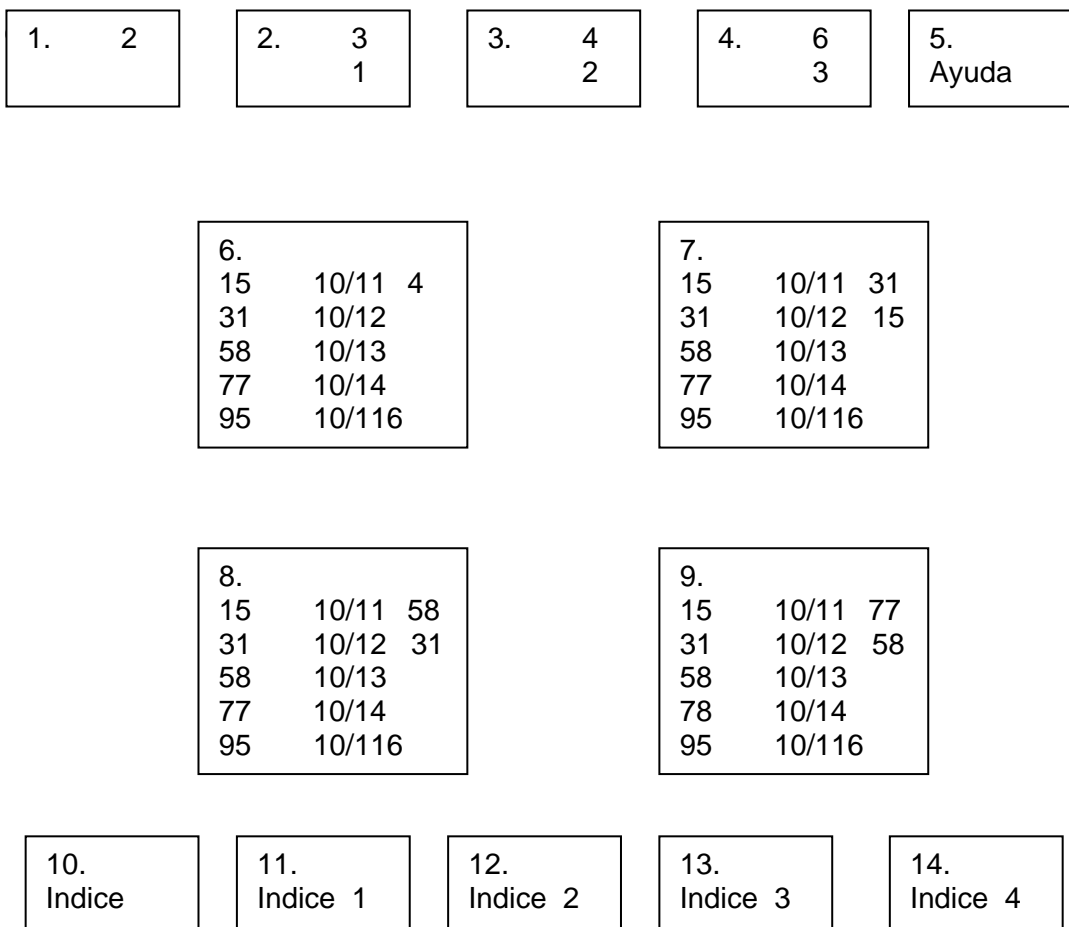 1. 2
2. 3
1
3. 4
2
4. 6
3
5.
Ayuda
6.
15 10/11 4
31 10/12
58 10/13
77 10/14
95 10/116
7.
15 10/11 31
31 10/12 15
58 10/13
77 10/14
95 10/116
8.
15 10/11 58
31 10/12 31
58 10/13
77 10/14
95 10/116
9.
15 10/11 77
31 10/12 58
58 10/13
78 10/14
95 10/116
10.
Indice
11.
Indice 1
12.
Indice 2
13.
Indice 3
14.
Indice 4